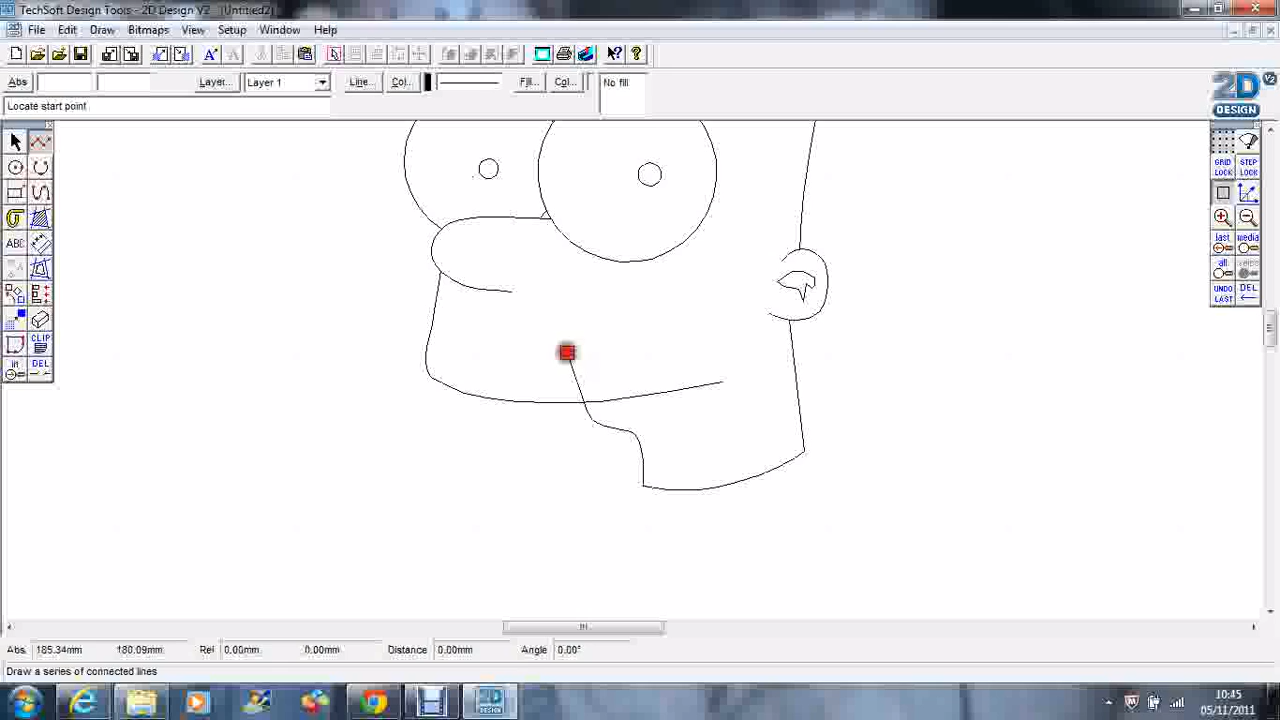 TechSoft Design Tools - 2D Design V2 - [Untitled2]
File Edit Draw Bitmaps View Setup Window Help
Abs Layer... Layer 1 Line... Col... Fill... Col... No fill
2D
V2
DESIGN
Locate start point
GRID LOCK STEP LOCK
ABC
last media
all
UNDO LAST DEL
CLIP
DEL
Abs. 185.34mm 180.09mm Rel 0.00mm 0.00mm Distance 0.00mm Angle 0.00°
Draw a series of connected lines
2D
DESIGN
10:45
05/11/2011